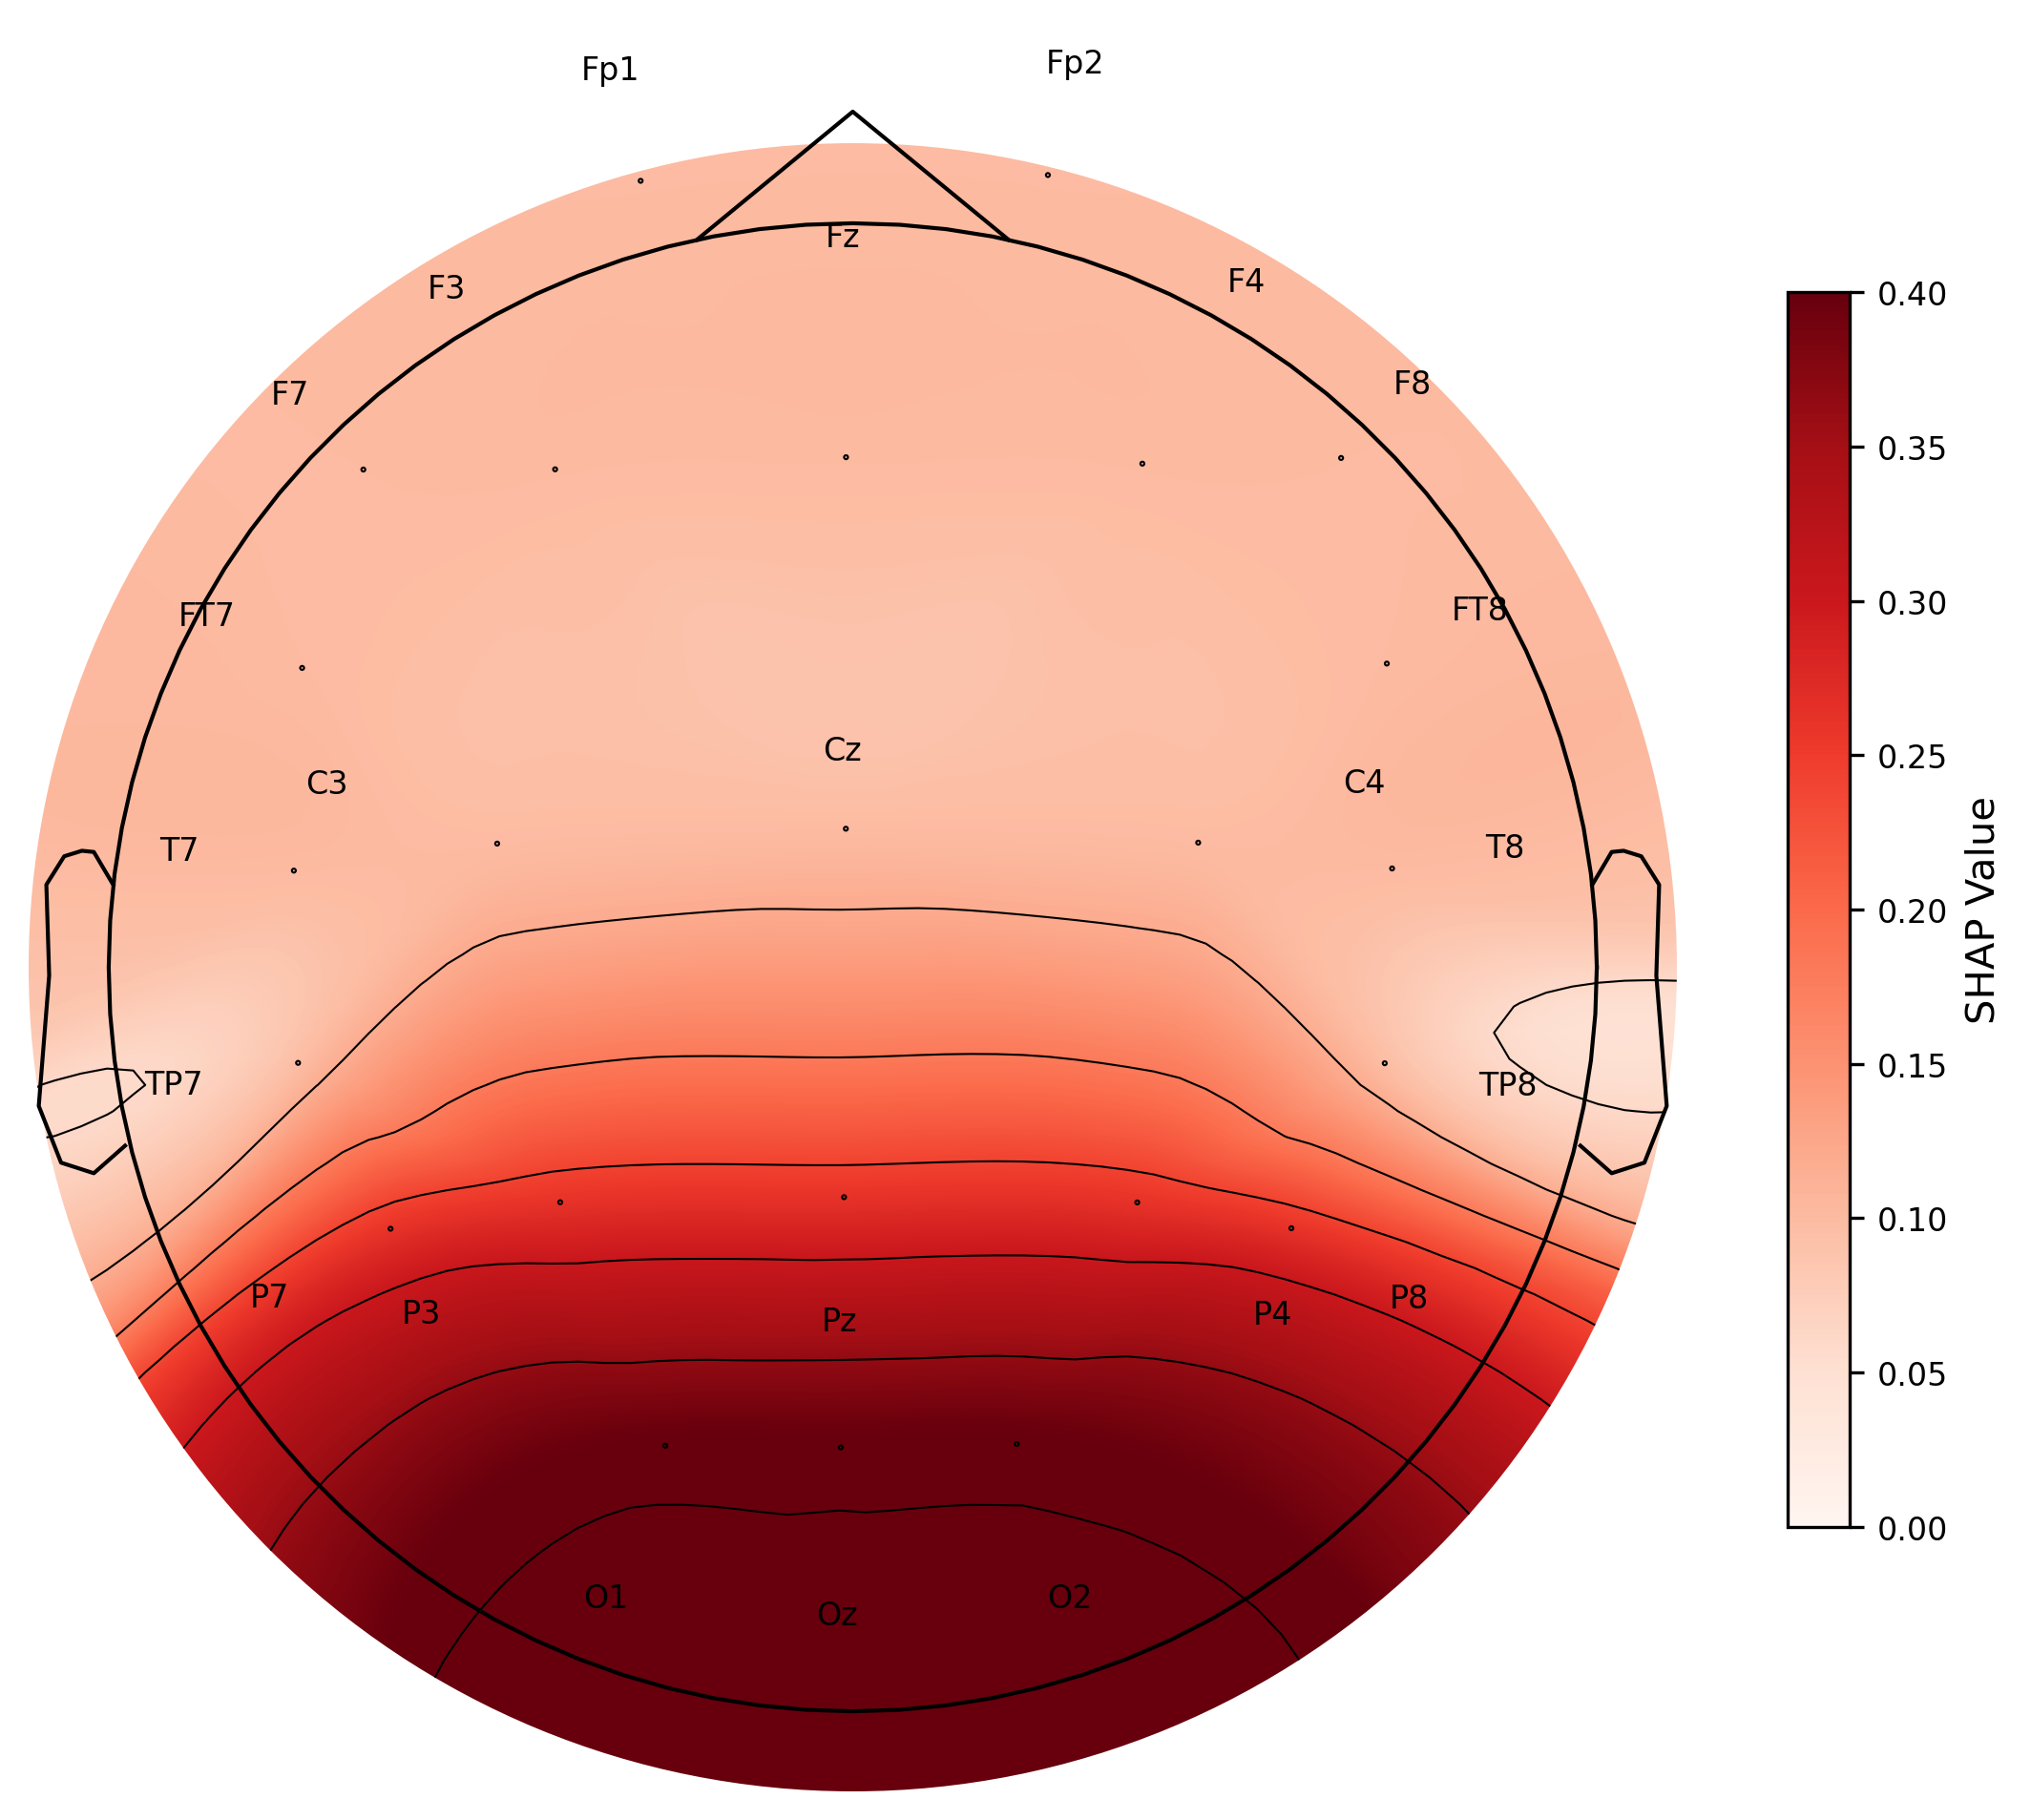 Fp1 Fp2
Fz
F3 F4
F7 F8
FT7 FT8
Cz
C3 C4
T7 T8
TP7 TP8
P7 P3 Pz P4 P8
O1 Oz O2
0.40
0.35
0.30
0.25
0.20
0.15
0.10
0.05
0.00
SHAP Value